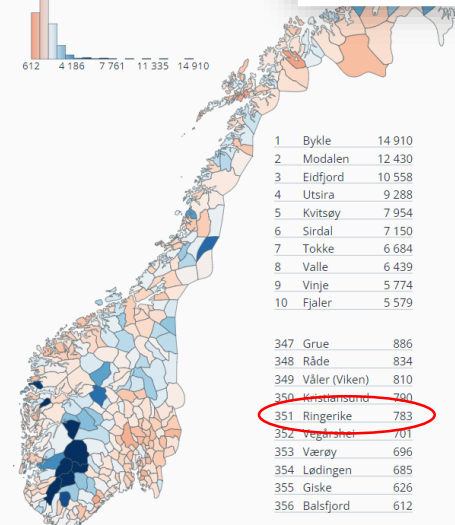 612 4 186 7 761 11 335 14 910
1 Bykle 14 910
2 Modalen 12 430
3 Eidfjord 10 558
4 Utsira 9 288
5 Kvitsøy 7 954
6 Sirdal 7 150
7 Tokke 6 684
8 Valle 6 439
9 Vinje 5 774
10 Fjaler 5 579
347 Grue 886
348 Råde 834
349 Våler (Viken) 810
350 Kristiansund 790
351 Ringerike 783
352 Vegårshei 701
353 Værøy 696
354 Lødingen 685
355 Giske 626
356 Balsfjord 612